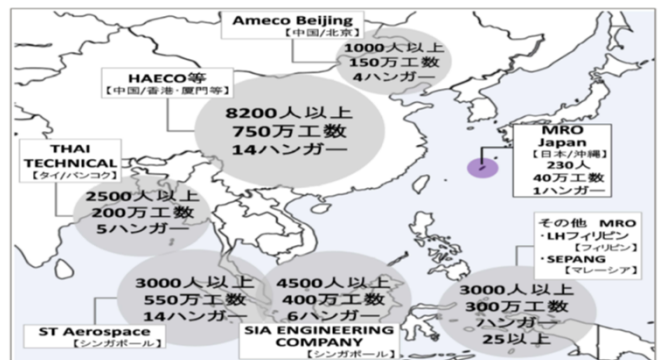 Ameco Beijing
【中国/北京】
1000人以上
150万工数
4ハンガー
HAECO等
【中国/香港・厦門等】
8200人以上
750万工数
14ハンガー
THAI
TECHNICAL
【タイ/バンコク】
2500人以上
200万工数
5ハンガー
MRO
Japan
【日本/沖縄】
230人
40万工数
1ハンガー
その他 MRO
・LHフィリピン
【フィリピン】
・SEPANG
【マレーシア】
3000人以上
300万工数
ハンガー
25以上
3000人以上
550万工数
14ハンガー
ST Aerospace
【シンガポール】
4500人以上
400万工数
6ハンガー
SIA ENGINEERING
COMPANY
【シンガポール】